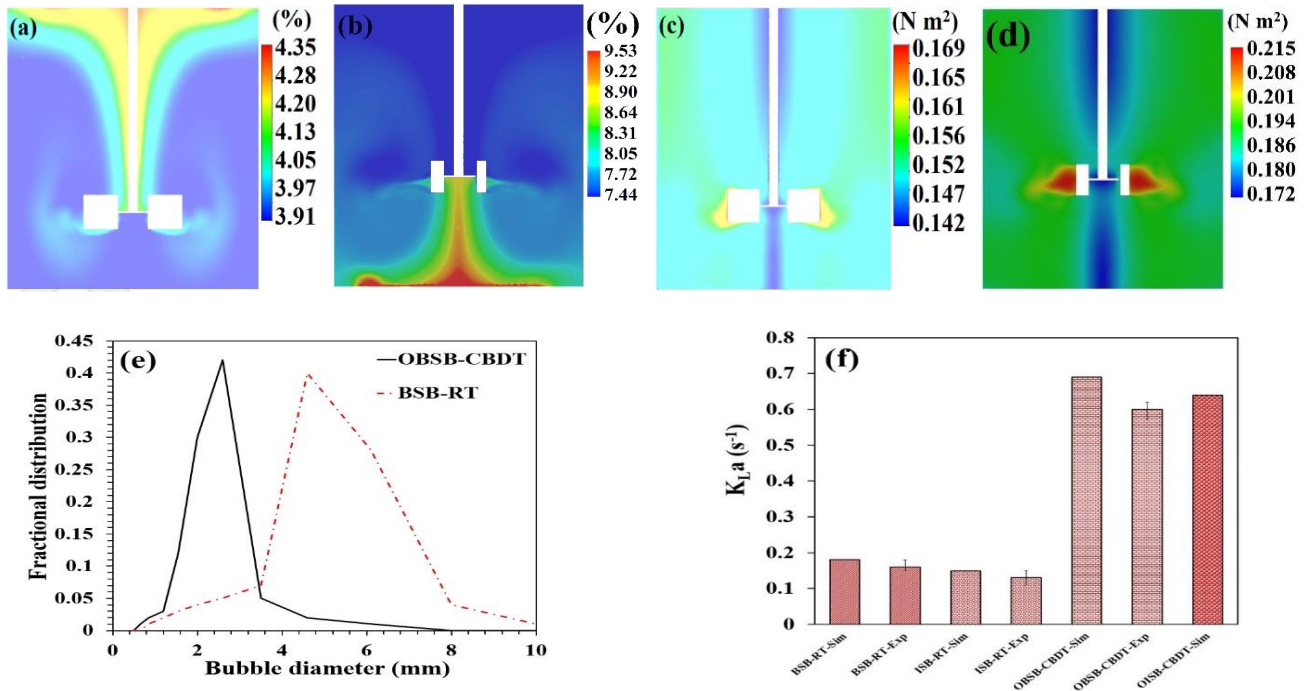 (a)
(%)
4.35
4.28
4.20
4.13
4.05
3.97
3.91
(b)
(%)
9.53
9.22
8.90
8.64
8.31
8.05
7.72
7.44
(c)
(N m²)
0.169
0.165
0.161
0.156
0.152
0.147
0.142
(d)
(N m²)
0.215
0.208
0.201
0.194
0.186
0.180
0.172
(e)
OBSB-CBDT
BSB-RT
0.45
0.4
0.35
0.3
0.25
0.2
0.15
0.1
0.05
0
Fractional distribution
0 2 4 6 8 10
Bubble diameter (mm)
(f)
0.8
0.7
0.6
0.5
0.4
0.3
0.2
0.1
0
K_La (s⁻¹)
BSB-RT-Sim
BSB-RT-Exp
ISB-RT-Sim
ISB-RT-Exp
OBSB-CBDT-Sim
OBSB-CBDT-Exp
OISB-CBDT-Sim